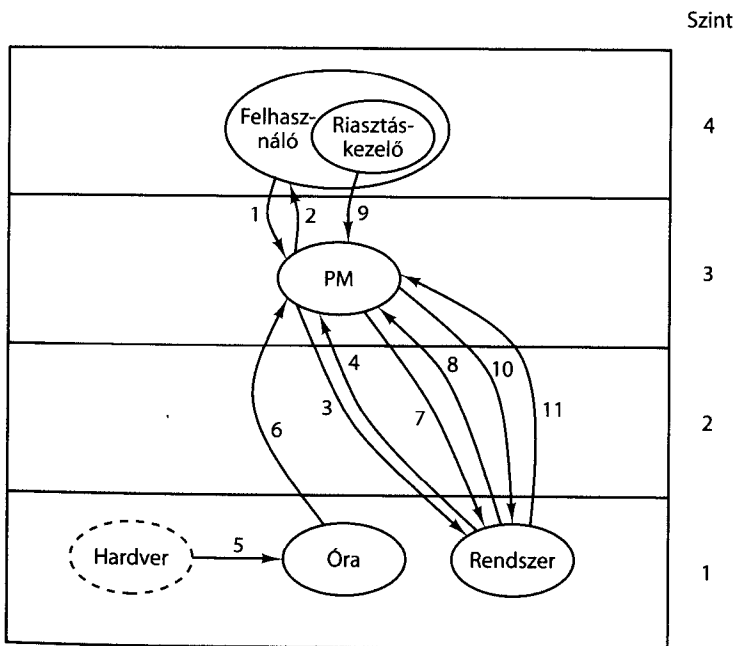 Szint
Felhasz-
náló
Riasztás-
kezelő
4
1
2
9
PM
3
4
8
10
3
7
11
6
2
Hardver
5
Óra
Rendszer
1